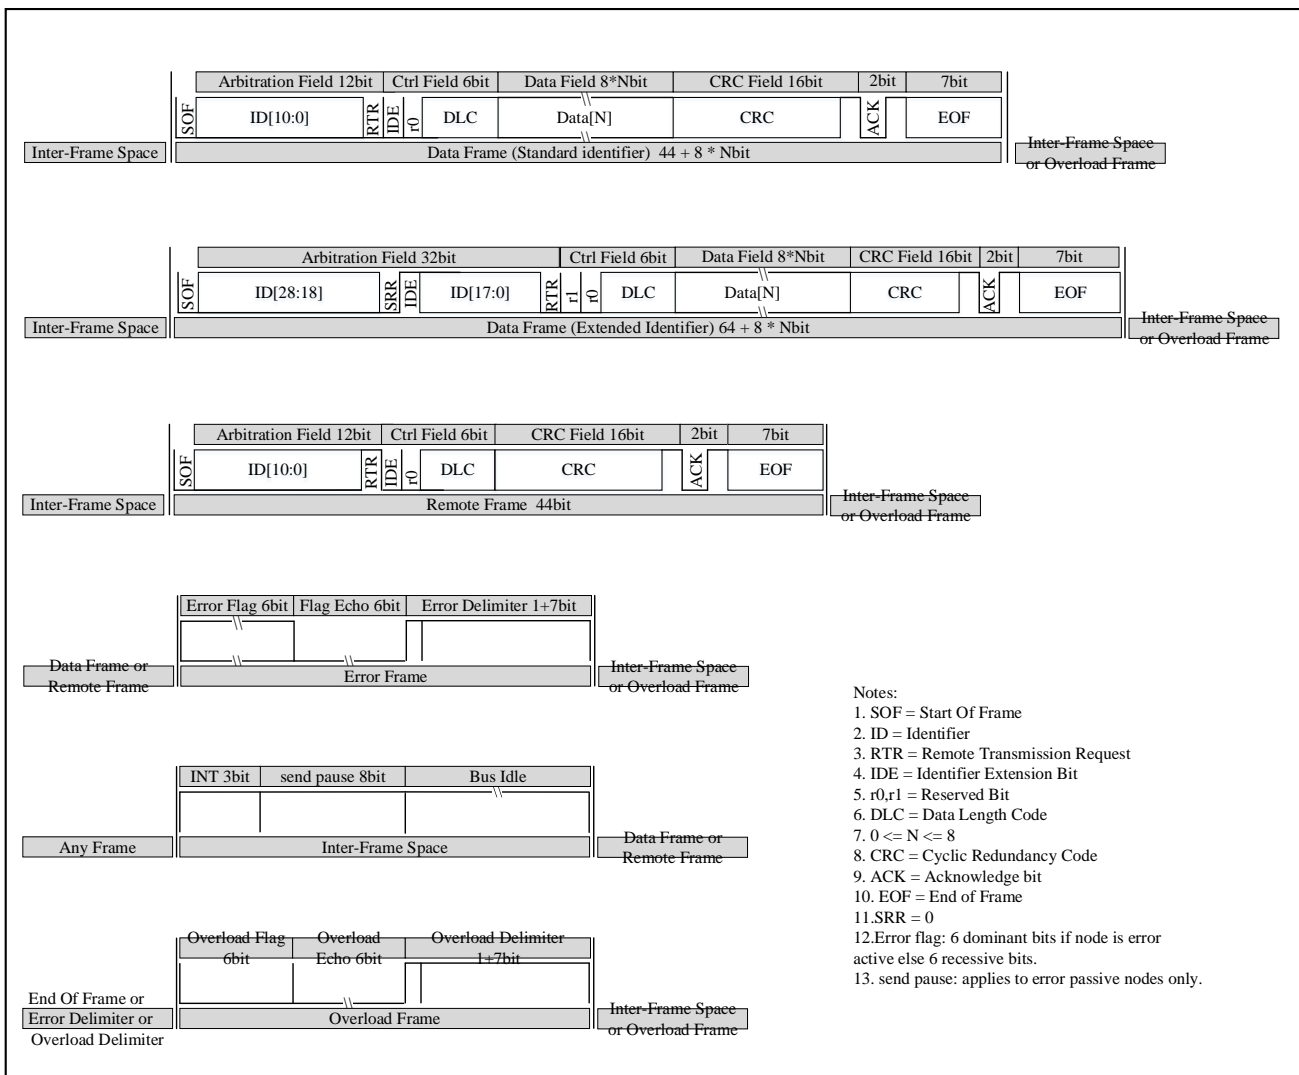 Arbitration Field 12bit Ctrl Field 6bit Data Field 8*Nbit CRC Field 16bit 2bit 7bit
SOF ID[10:0] RTR IDE r0 DLC Data[N] CRC ACK EOF
Inter-Frame Space Data Frame (Standard identifier) 44 + 8 * Nbit Inter-Frame Space
or Overload Frame
Arbitration Field 32bit Ctrl Field 6bit Data Field 8*Nbit CRC Field 16bit 2bit 7bit
SOF ID[28:18] SRR IDE ID[17:0] RTR r1 r0 DLC Data[N] CRC ACK EOF
Inter-Frame Space Data Frame (Extended Identifier) 64 + 8 * Nbit Inter-Frame Space
or Overload Frame
Arbitration Field 12bit Ctrl Field 6bit CRC Field 16bit 2bit 7bit
SOF ID[10:0] RTR IDE r0 DLC CRC ACK EOF
Inter-Frame Space Remote Frame 44bit Inter-Frame Space
or Overload Frame
Error Flag 6bit Flag Echo 6bit Error Delimiter 1+7bit
Data Frame or
Remote Frame Error Frame Inter-Frame Space
or Overload Frame
INT 3bit send pause 8bit Bus Idle
Any Frame Inter-Frame Space Data Frame or
Remote Frame
Overload Flag
6bit Overload
Echo 6bit Overload Delimiter
1+7bit
End Of Frame or
Error Delimiter or
Overload Delimiter Overload Frame Inter-Frame Space
or Overload Frame
Notes:
1. SOF = Start Of Frame
2. ID = Identifier
3. RTR = Remote Transmission Request
4. IDE = Identifier Extension Bit
5. r0,r1 = Reserved Bit
6. DLC = Data Length Code
7. 0 <= N <= 8
8. CRC = Cyclic Redundancy Code
9. ACK = Acknowledge bit
10. EOF = End of Frame
11.SRR = 0
12.Error flag: 6 dominant bits if node is error
active else 6 recessive bits.
13. send pause: applies to error passive nodes only.